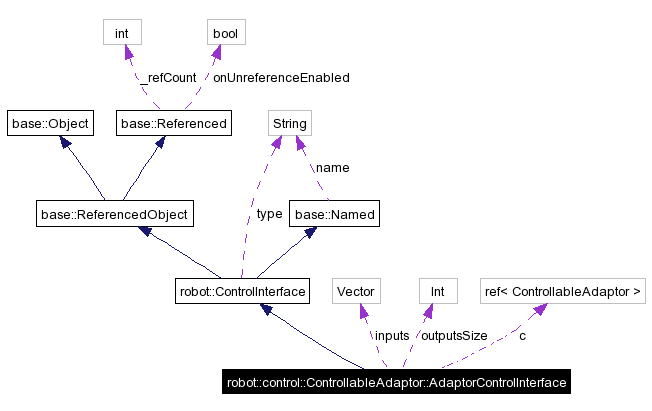 int
bool
_refCount
onUnreferenceEnabled
base::Object
base::Referenced
String
name
base::ReferencedObject
type
base::Named
robot::ControlInterface
Vector
Int
ref< ControllableAdaptor >
inputs
outputsSize
c
robot::control::ControllableAdaptor::AdaptorControlInterface